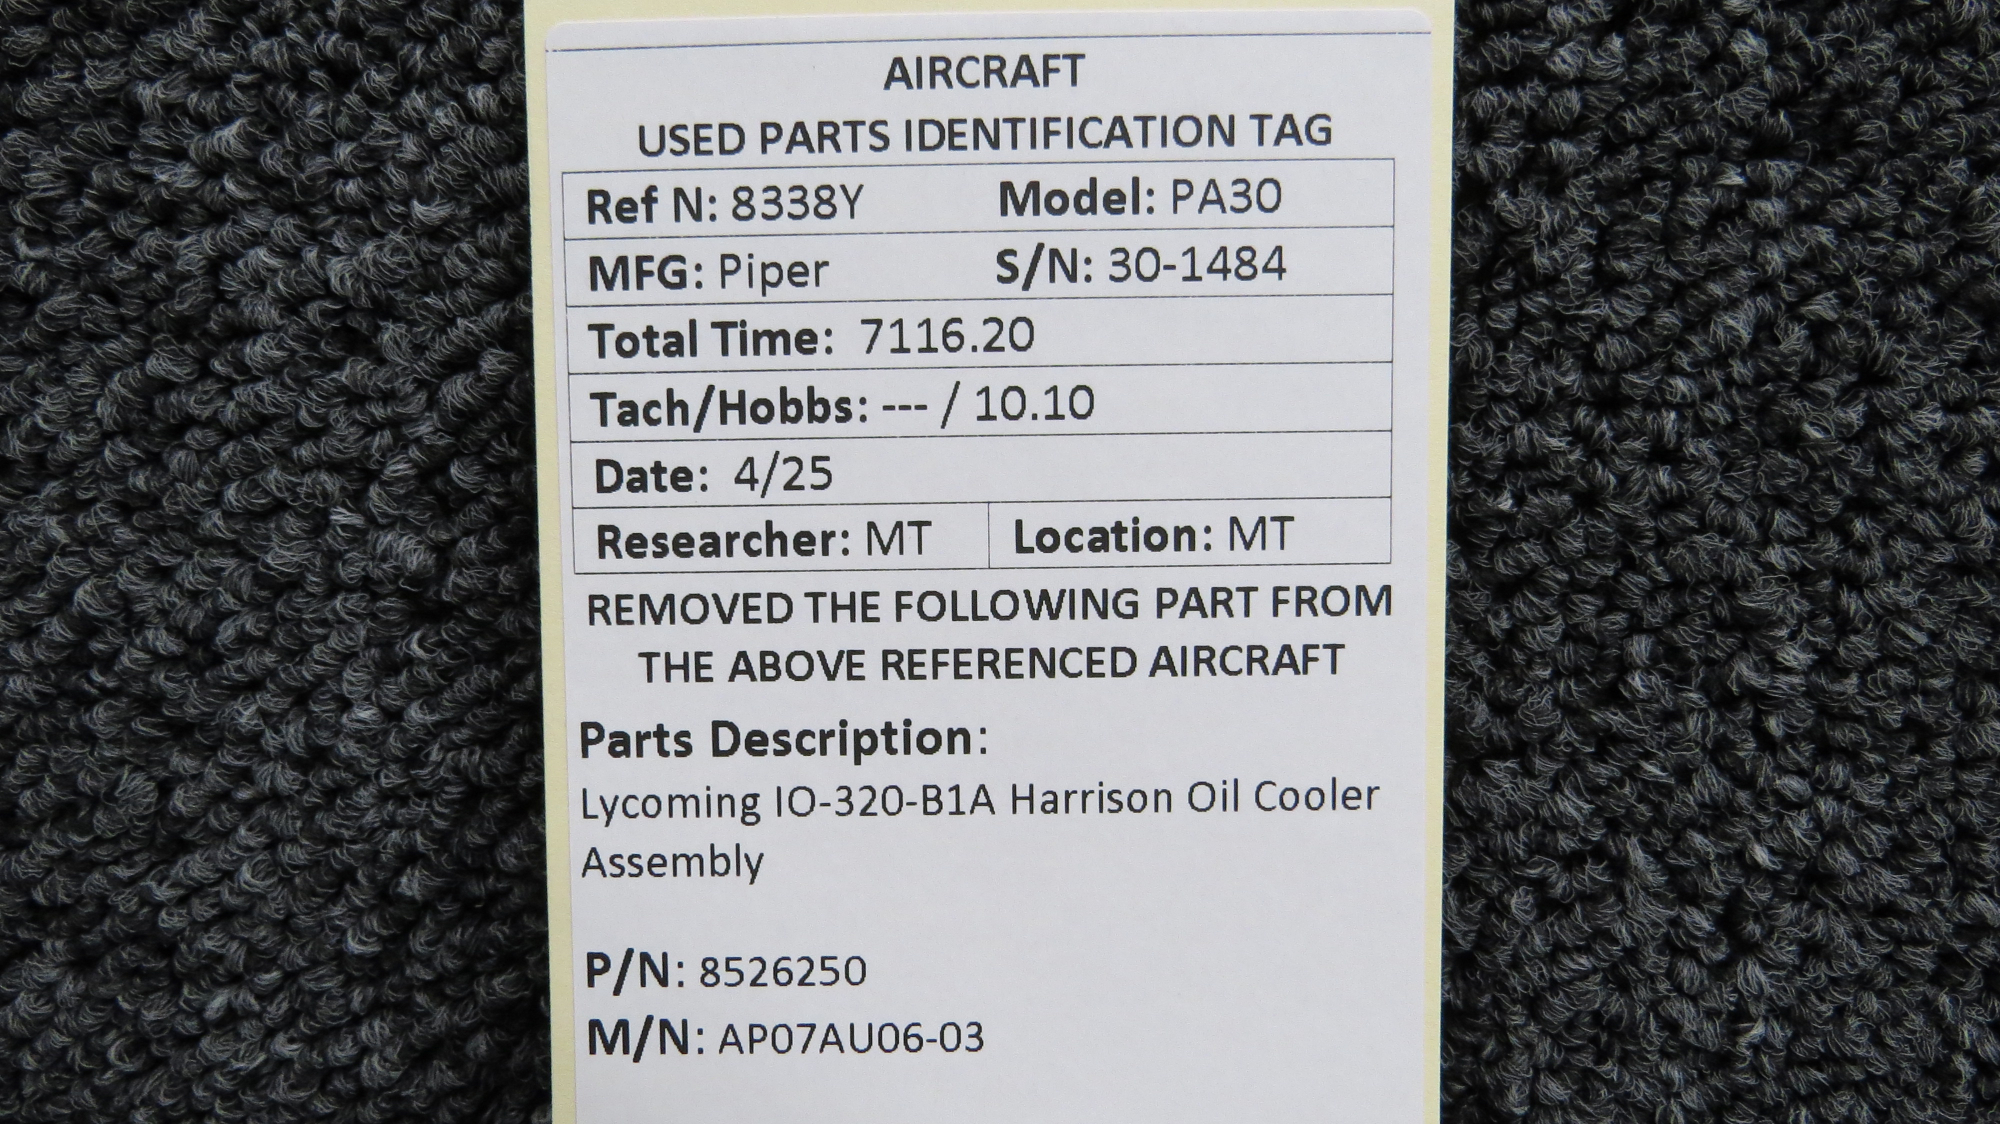 AIRCRAFT
USED PARTS IDENTIFICATION TAG
Ref N: 8338Y Model: PA30
MFG: Piper S/N: 30-1484
Total Time: 7116.20
Tach/Hobbs: --- / 10.10
Date: 4/25
Researcher: MT Location: MT
REMOVED THE FOLLOWING PART FROM
THE ABOVE REFERENCED AIRCRAFT
Parts Description:
Lycoming IO-320-B1A Harrison Oil Cooler
Assembly
P/N: 8526250
M/N: AP07AU06-03